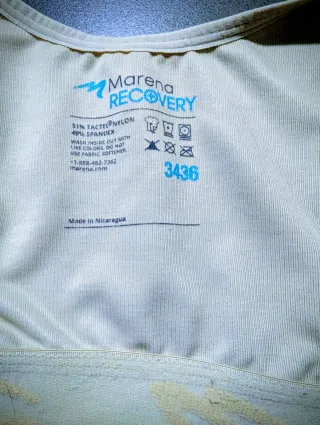 Marena
RECOVERY
51% TACTEL® NYLON
49% SPANDEX
WASH INSIDE OUT WITH
LIKE COLORS. DO NOT
USE FABRIC SOFTENER.
+1-888-462-7362
marena.com
3436
Made in Nicaragua